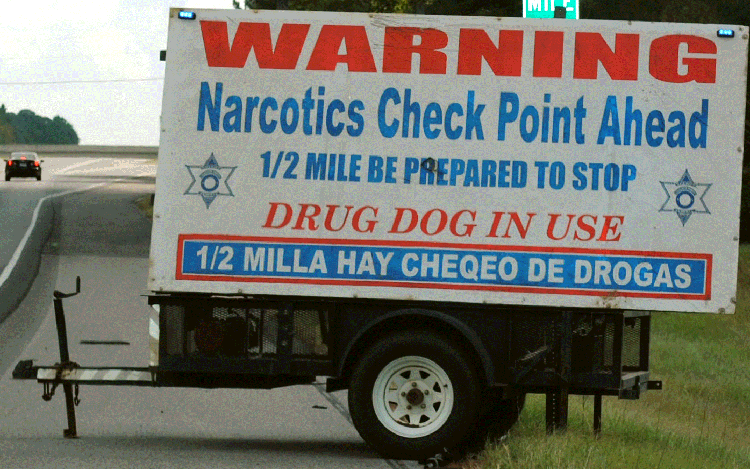 MILE
WARNING
Narcotics Check Point Ahead
1/2 MILE BE PREPARED TO STOP
DRUG DOG IN USE
1/2 MILLA HAY CHEQEO DE DROGAS